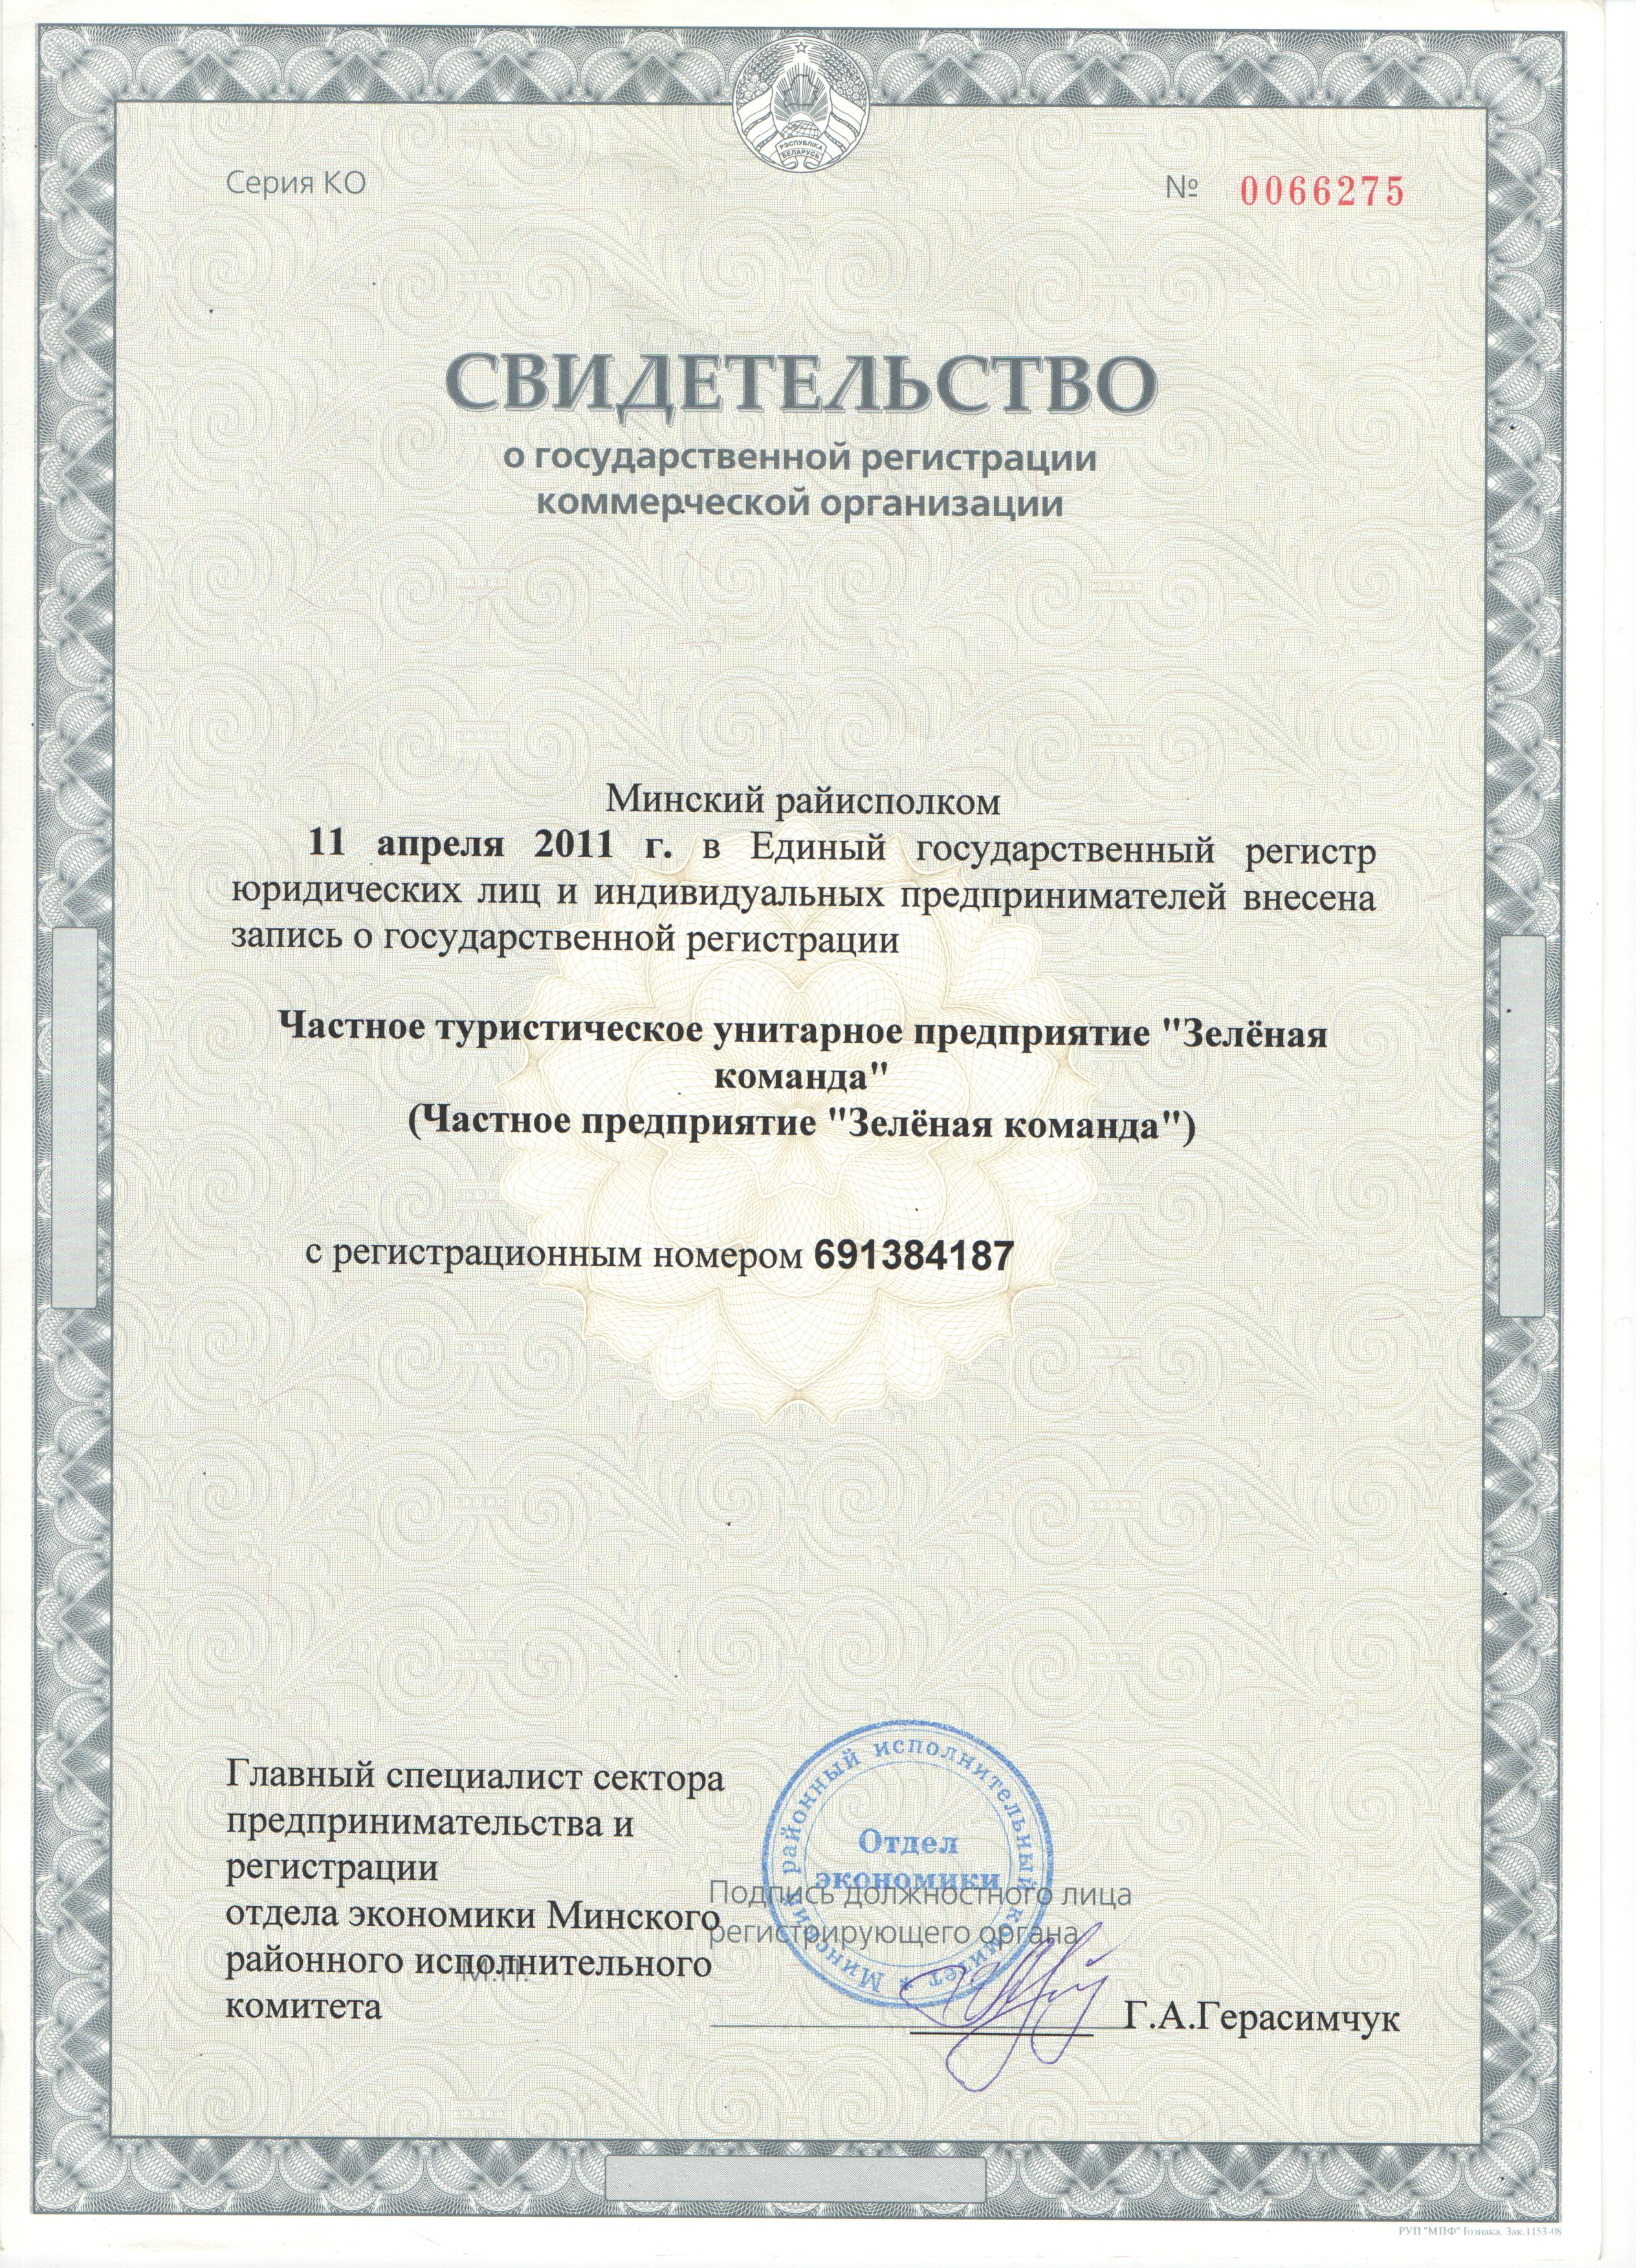 РЭСПУБЛІКА
БЕЛАРУСЬ
Серия КО
№ 0066275
СВИДЕТЕЛЬСТВО
о государственной регистрации
коммерческой организации
Минский райисполком
11 апреля 2011 г. в Единый государственный регистр
юридических лиц и индивидуальных предпринимателей внесена
запись о государственной регистрации
Частное туристическое унитарное предприятие "Зелёная
команда"
(Частное предприятие "Зелёная команда")
с регистрационным номером 691384187
Главный специалист сектора
предпринимательства и
регистрации
отдела экономики Минского
районного исполнительного
комитета
М.П.
Минский районный исполнительный комитет *
Отдел
экономики
Подпись должностного лица
регистрирующего органа
Г.А.Герасимчук
РУП "МПФ" Гознака. Зак.1153-08